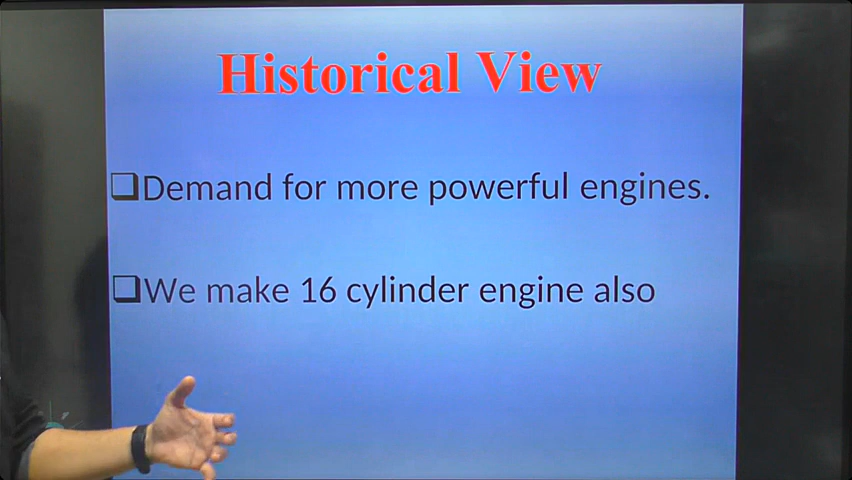 Historical View
❑Demand for more powerful engines.
❑We make 16 cylinder engine also